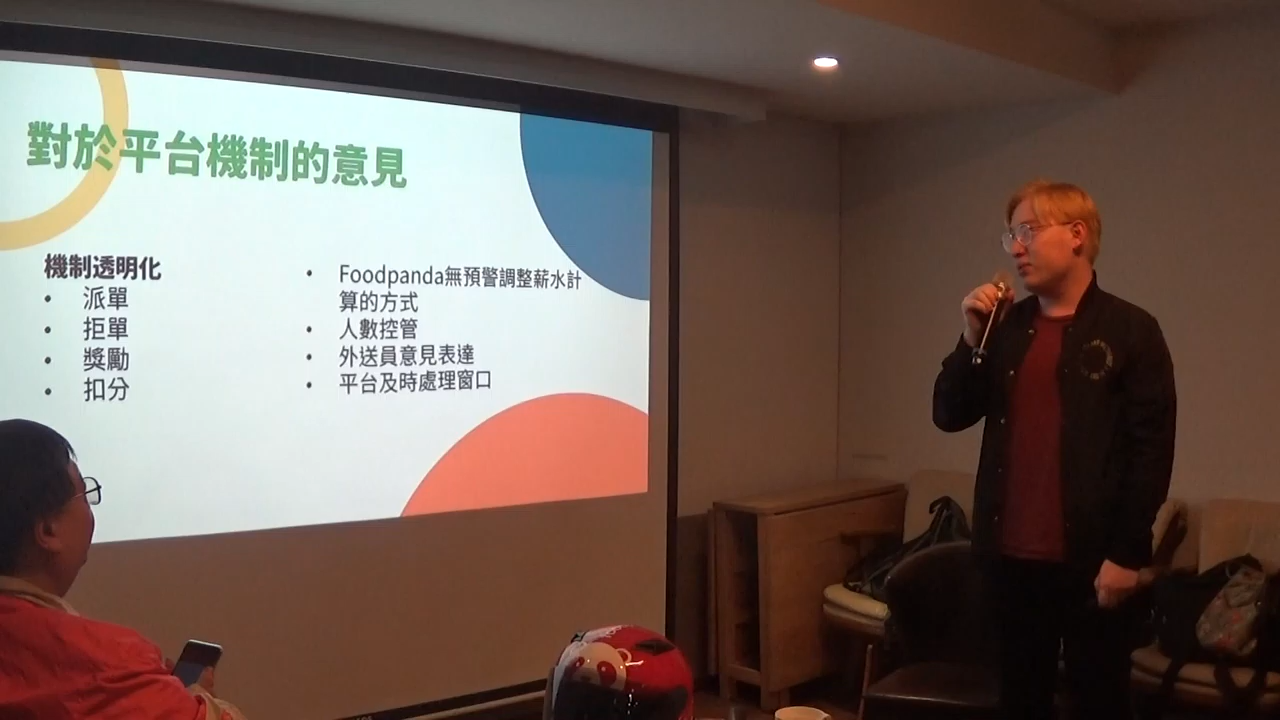 對於平台機制的意見
機制透明化
• 派單
• 拒單
• 獎勵
• 扣分
• Foodpanda無預警調整薪水計
算的方式
• 人數控管
• 外送員意見表達
• 平台及時處理窗口